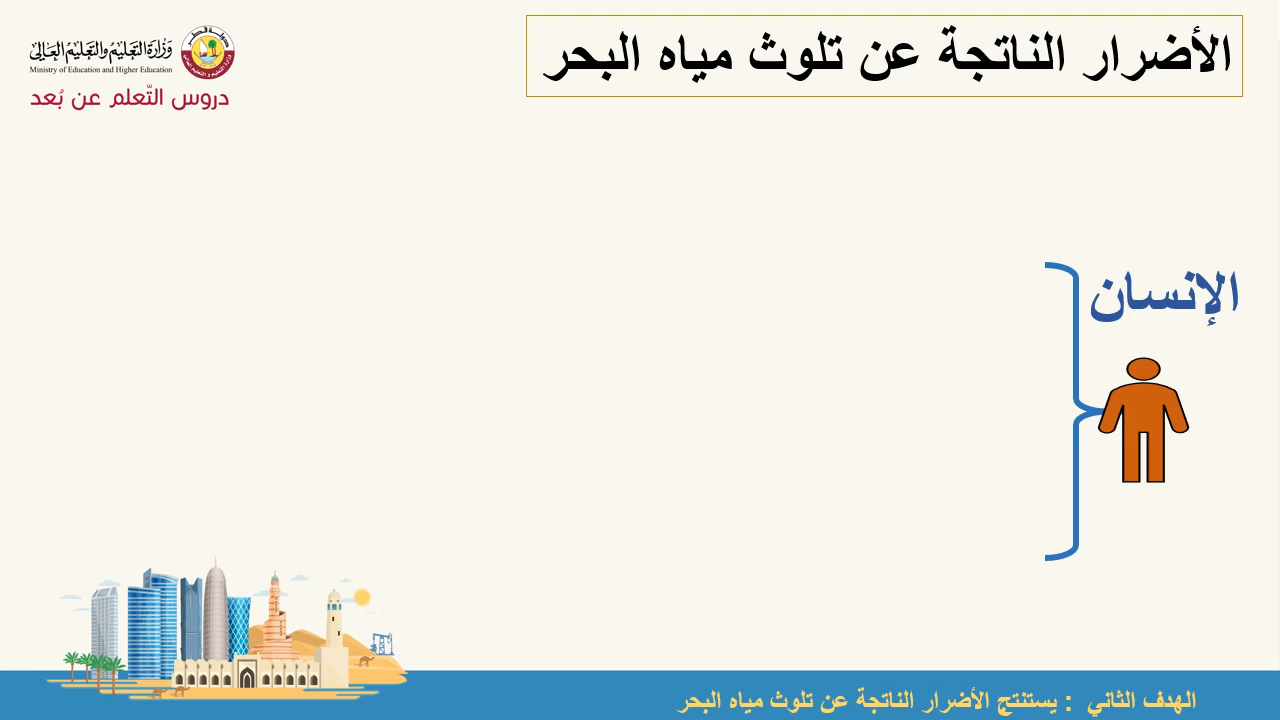 الأضرار الناتجة عن تلوث مياه البحر
وزارة التعليم والتعليم العالي
Ministry of Education and Higher Education
دروس التّعلم عن بُعد
الإنسان
الهدف الثاني : يستنتج الأضرار الناتجة عن تلوث مياه البحر